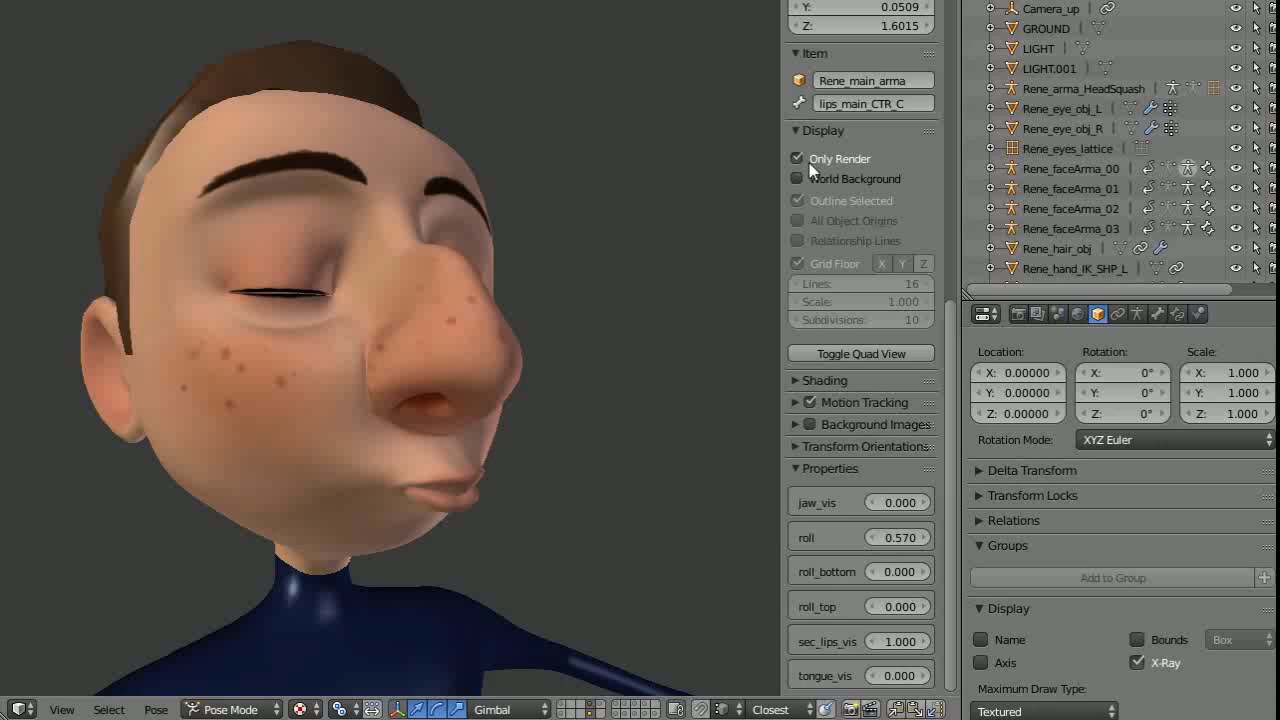 Y: 0.0509
Z: 1.6015
Item
Rene_main_arma
lips_main_CTR_C
Display
Only Render
World Background
Outline Selected
All Object Origins
Relationship Lines
Grid Floor X Y Z
Lines: 16
Scale: 1.000
Subdivisions: 10
Toggle Quad View
Shading
Motion Tracking
Background Images
Transform Orientations
Properties
jaw_vis 0.000
roll 0.570
roll_bottom 0.000
roll_top 0.000
sec_lips_vis 1.000
tongue_vis 0.000
Camera_up
GROUND
LIGHT
LIGHT.001
Rene_arma_HeadSquash
Rene_eye_obj_L
Rene_eye_obj_R
Rene_eyes_lattice
Rene_faceArma_00
Rene_faceArma_01
Rene_faceArma_02
Rene_faceArma_03
Rene_hair_obj
Rene_hand_IK_SHP_L
Location: Rotation: Scale:
X: 0.00000 X: 0° X: 1.000
Y: 0.00000 Y: 0° Y: 1.000
Z: 0.00000 Z: 0° Z: 1.000
Rotation Mode: XYZ Euler
Delta Transform
Transform Locks
Relations
Groups
Add to Group
Display
Name Bounds Box
Axis X-Ray
Maximum Draw Type:
Textured
View Select Pose Pose Mode Gimbal Closest